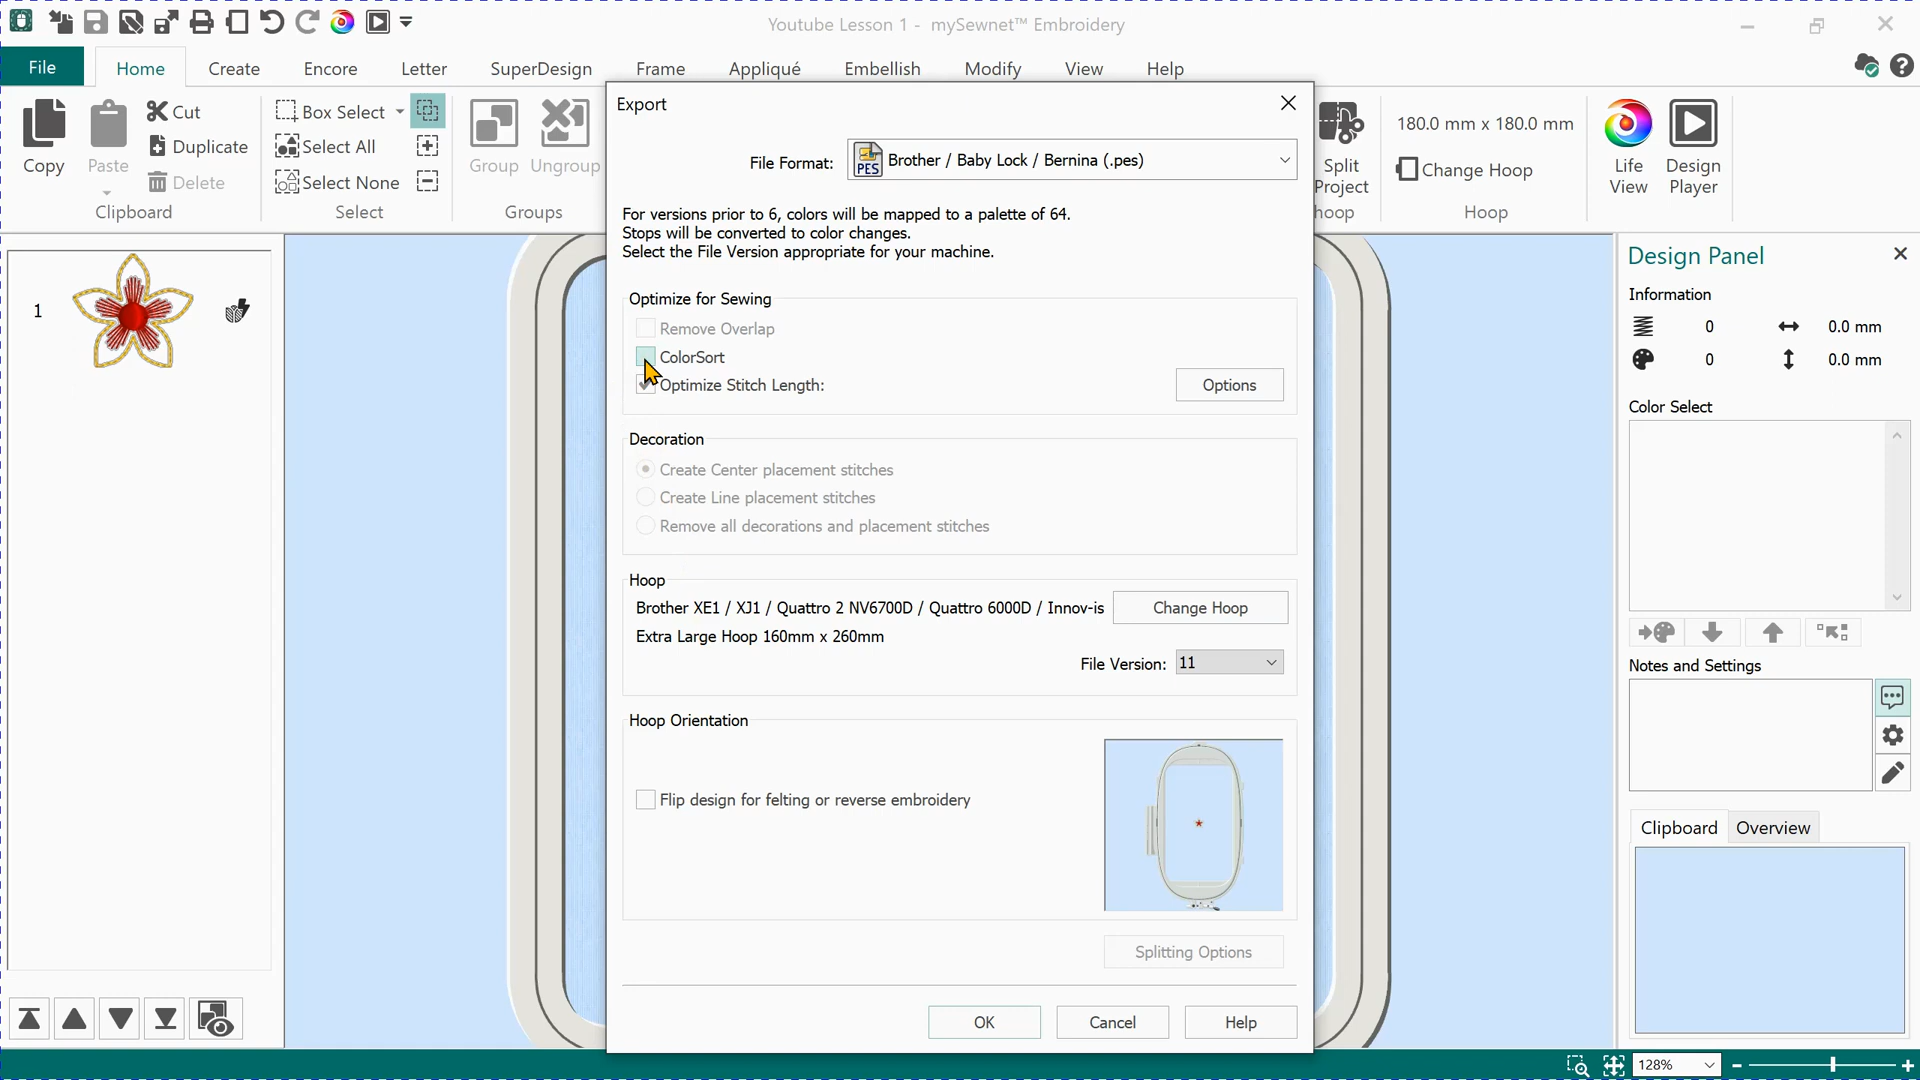 Youtube Lesson 1 - mySewnet™ Embroidery
File
Home
Create
Encore
Letter
SuperDesign
Frame
Appliqué
Embellish
Modify
View
Help
Copy
Paste
Cut
Duplicate
Delete
Clipboard
Box Select
Select All
Select None
Select
Group
Ungroup
Groups
Split
Project
hoop
180.0 mm x 180.0 mm
Change Hoop
Hoop
Life
View
Design
Player
1
Export
File Format:
PES
Brother / Baby Lock / Bernina (.pes)
For versions prior to 6, colors will be mapped to a palette of 64.
Stops will be converted to color changes.
Select the File Version appropriate for your machine.
Optimize for Sewing
Remove Overlap
ColorSort
Optimize Stitch Length:
Options
Decoration
Create Center placement stitches
Create Line placement stitches
Remove all decorations and placement stitches
Hoop
Brother XE1 / XJ1 / Quattro 2 NV6700D / Quattro 6000D / Innov-is
Change Hoop
Extra Large Hoop 160mm x 260mm
File Version:
11
Hoop Orientation
Flip design for felting or reverse embroidery
Splitting Options
OK
Cancel
Help
Design Panel
Information
0
0.0 mm
0
0.0 mm
Color Select
Notes and Settings
Clipboard
Overview
128%